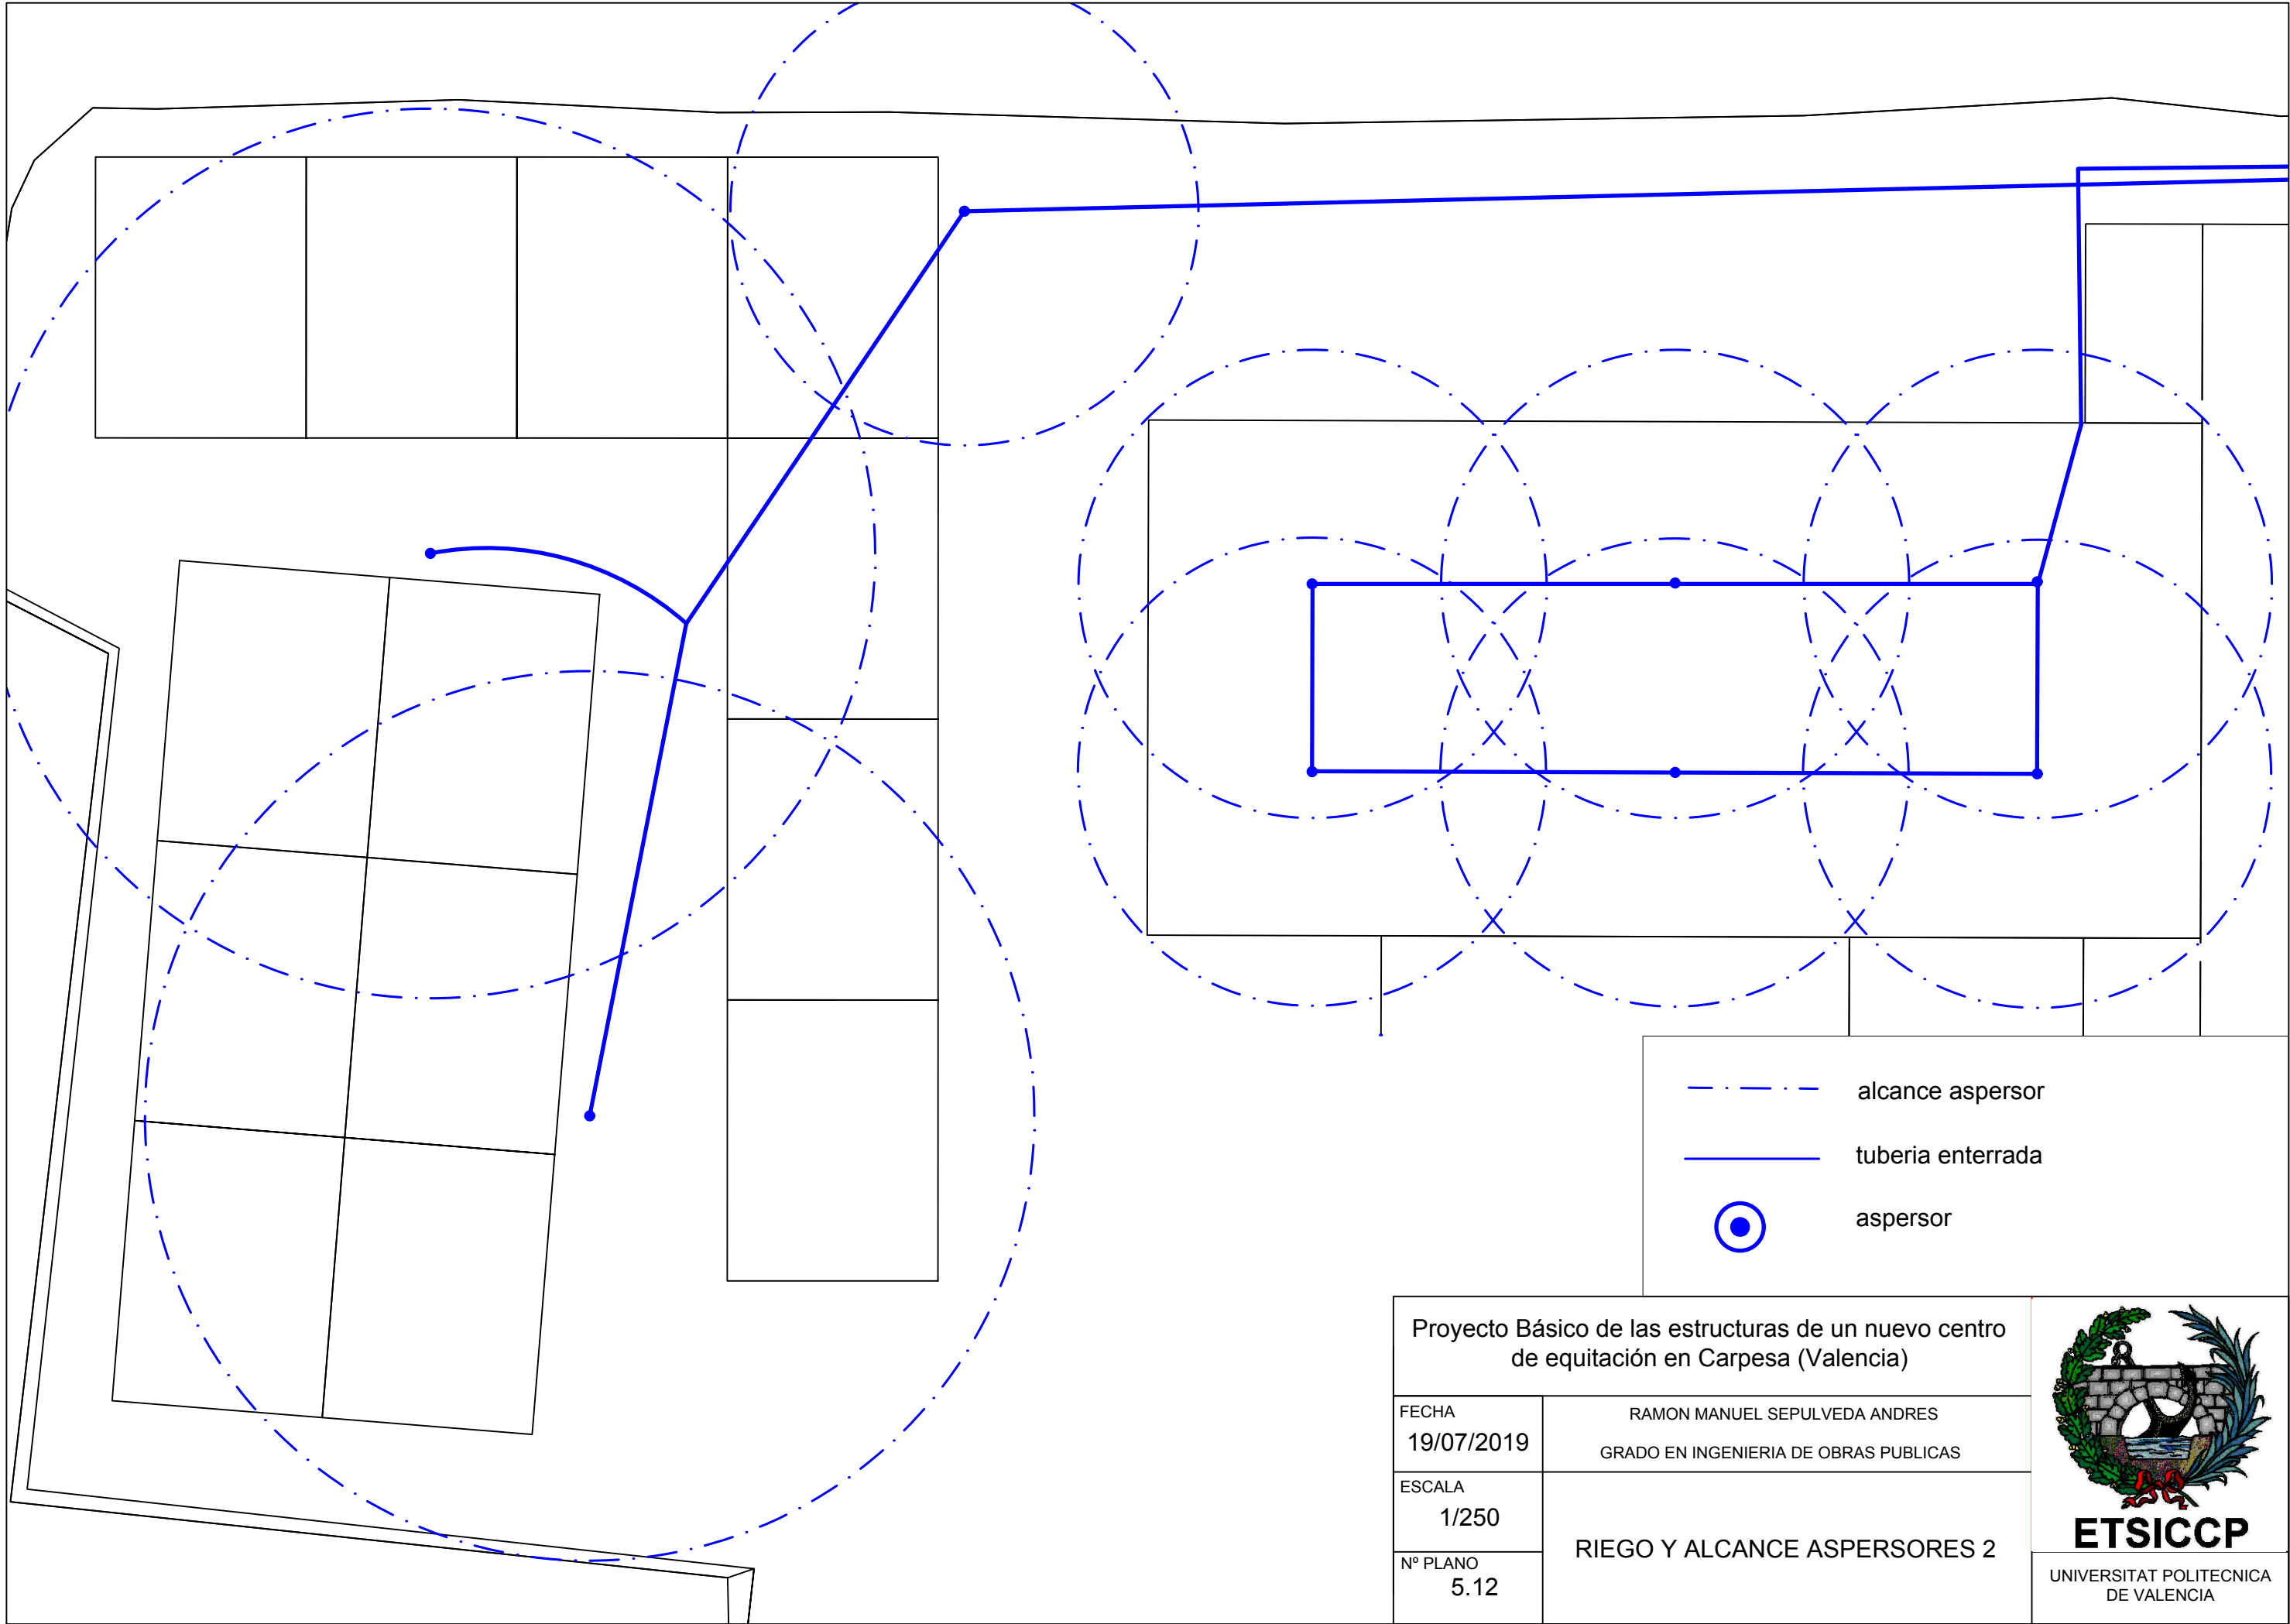 alcance aspersor
tuberia enterrada
aspersor
Proyecto Básico de las estructuras de un nuevo centro
de equitación en Carpesa (Valencia)
FECHA
19/07/2019
RAMON MANUEL SEPULVEDA ANDRES
GRADO EN INGENIERIA DE OBRAS PUBLICAS
ESCALA
1/250
Nº PLANO
5.12
RIEGO Y ALCANCE ASPERSORES 2
ETSICCP
UNIVERSITAT POLITECNICA
DE VALENCIA